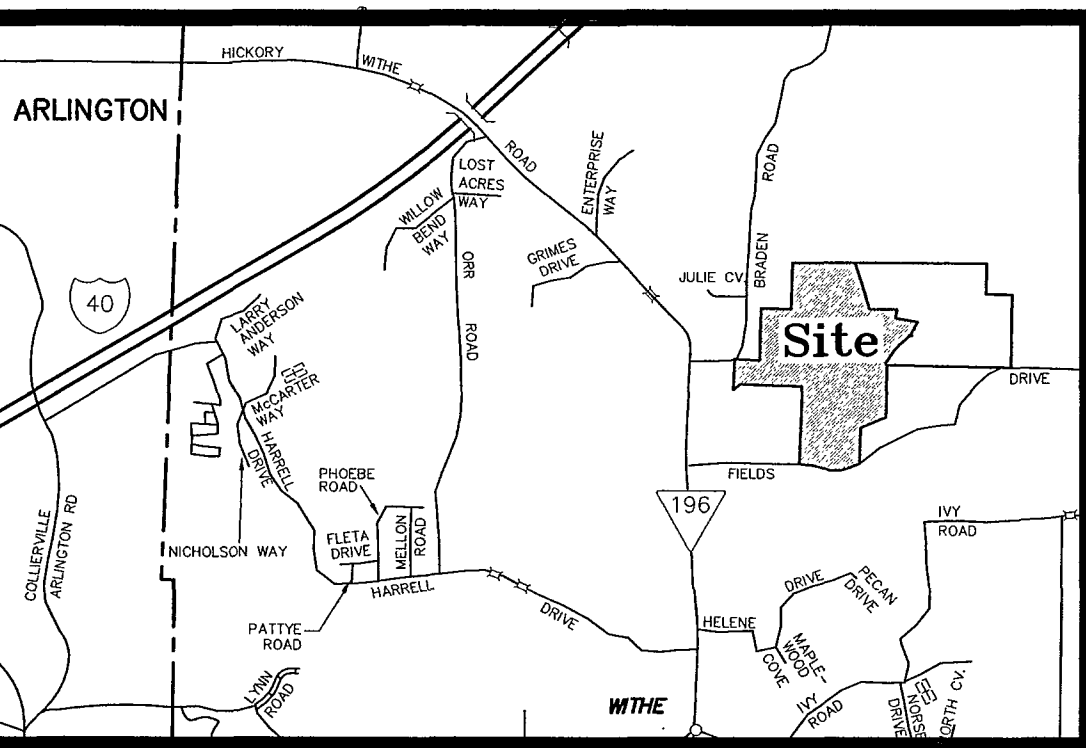 HICKORY
WITHE
ROAD
ARLINGTON
40
LOST
ACRES
WAY
WILLOW
BEND
WAY
ENTERPRISE
WAY
GRIMES
DRIVE
ORR
ROAD
ROAD
BRADEN
JULIE CV.
Site
DRIVE
FIELDS
LARRY
ANDERSON
WAY
McCARTER
WAY
HARRELL
DRIVE
NICHOLSON WAY
PHOEBE
ROAD
FLETA
DRIVE
MELLON
ROAD
HARRELL
DRIVE
PATTYE
ROAD
COLLIERVILLE
ARLINGTON RD
LYNN
ROAD
196
IVY
ROAD
HELENE
COVE
DRIVE
PECAN
DRIVE
MAPLE-
WOOD
WITHE
IVY
ROAD
NORSE
DRIVE
CV.